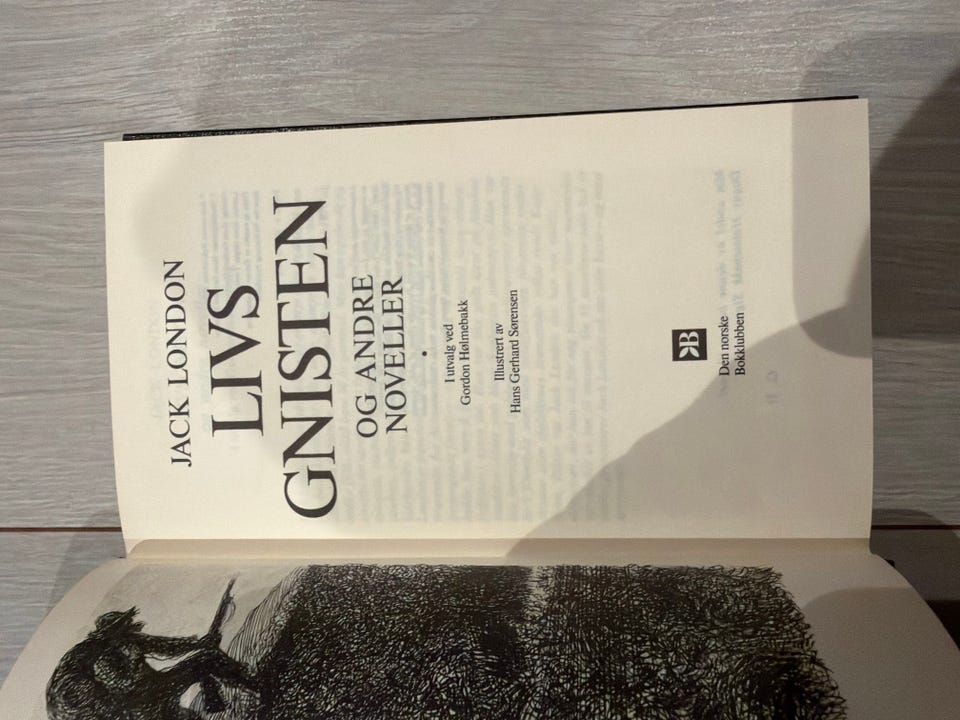 JACK LONDON
LIVS
GNISTEN
OG ANDRE
NOVELLER
•
I utvalg ved
Gordon Hølmebakk
Illustrert av
Hans Gerhard Sørensen
B
Den norske
Bokklubben